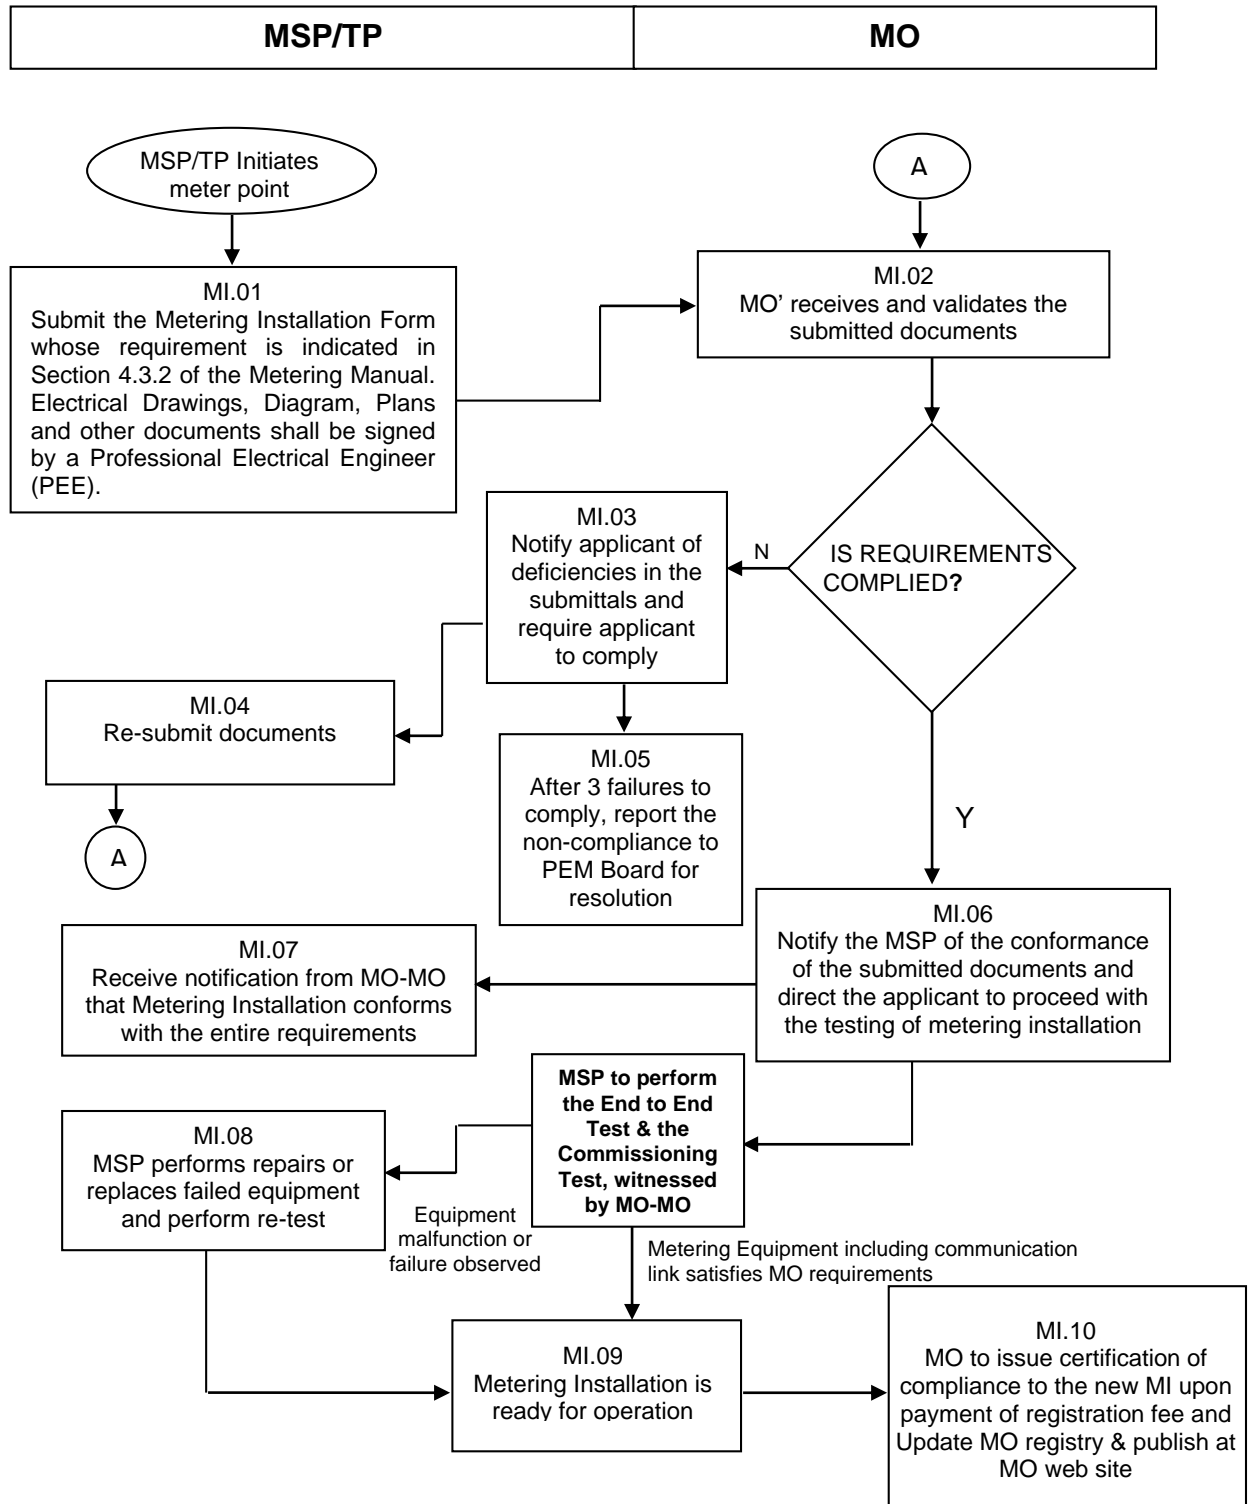 MSP/TP
MO
MSP/TP Initiates
meter point
A
MI.01
Submit the Metering Installation Form
whose requirement is indicated in
Section 4.3.2 of the Metering Manual.
Electrical Drawings, Diagram, Plans
and other documents shall be signed
by a Professional Electrical Engineer
(PEE).
MI.02
MO’ receives and validates the
submitted documents
IS REQUIREMENTS
COMPLIED?
N
MI.03
Notify applicant of
deficiencies in the
submittals and
require applicant
to comply
MI.04
Re-submit documents
A
MI.05
After 3 failures to
comply, report the
non-compliance to
PEM Board for
resolution
Y
MI.06
Notify the MSP of the conformance
of the submitted documents and
direct the applicant to proceed with
the testing of metering installation
MI.07
Receive notification from MO-MO
that Metering Installation conforms
with the entire requirements
MSP to perform
the End to End
Test & the
Commissioning
Test, witnessed
by MO-MO
MI.08
MSP performs repairs or
replaces failed equipment
and perform re-test
Equipment
malfunction or
failure observed
Metering Equipment including communication
link satisfies MO requirements
MI.09
Metering Installation is
ready for operation
MI.10
MO to issue certification of
compliance to the new MI upon
payment of registration fee and
Update MO registry & publish at
MO web site